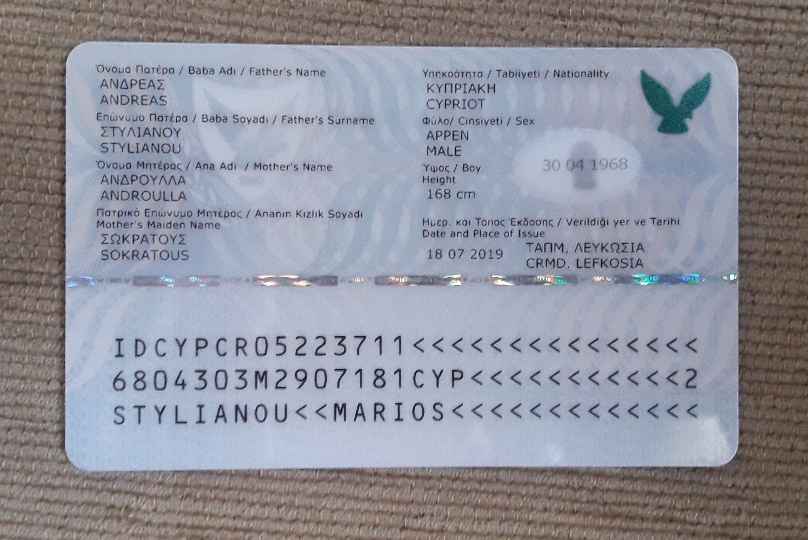 Όνομα Πατέρα / Baba Adı / Father's Name
ΑΝΔΡΕΑΣ
ANDREAS
Επώνυμο Πατέρα / Baba Soyadı / Father's Surname
ΣΤΥΛΙΑΝΟΥ
STYLIANOU
Όνομα Μητέρος / Ana Adı / Mother's Name
ΑΝΔΡΟΥΛΛΑ
ANDROULLA
Πατρικό Επώνυμο Μητέρος / Ananın Kızlık Soyadı
Mother's Maiden Name
ΣΩΚΡΑΤΟΥΣ
SOKRATOUS
Υπηκοότητα / Tabiiyeti / Nationality
ΚΥΠΡΙΑΚΗ
CYPRIOT
Φύλο/ Cinsiyeti / Sex
ΑΡΡΕΝ
MALE
Ύψος / Boy
Height
168 cm
30 04 1968
Ημερ. και Τόπος Έκδοσης / Verildiği yer ve Tarihi
Date and Place of Issue
18 07 2019
ΤΑΠΜ, ΛΕΥΚΩΣΙΑ
CRMD, LEFKOSIA
IDCYPCR05223711<<<<<<<<<<<<<<<
6804303M2907181CYP<<<<<<<<<<<2
STYLIANOU<<MARIOS<<<<<<<<<<<<<